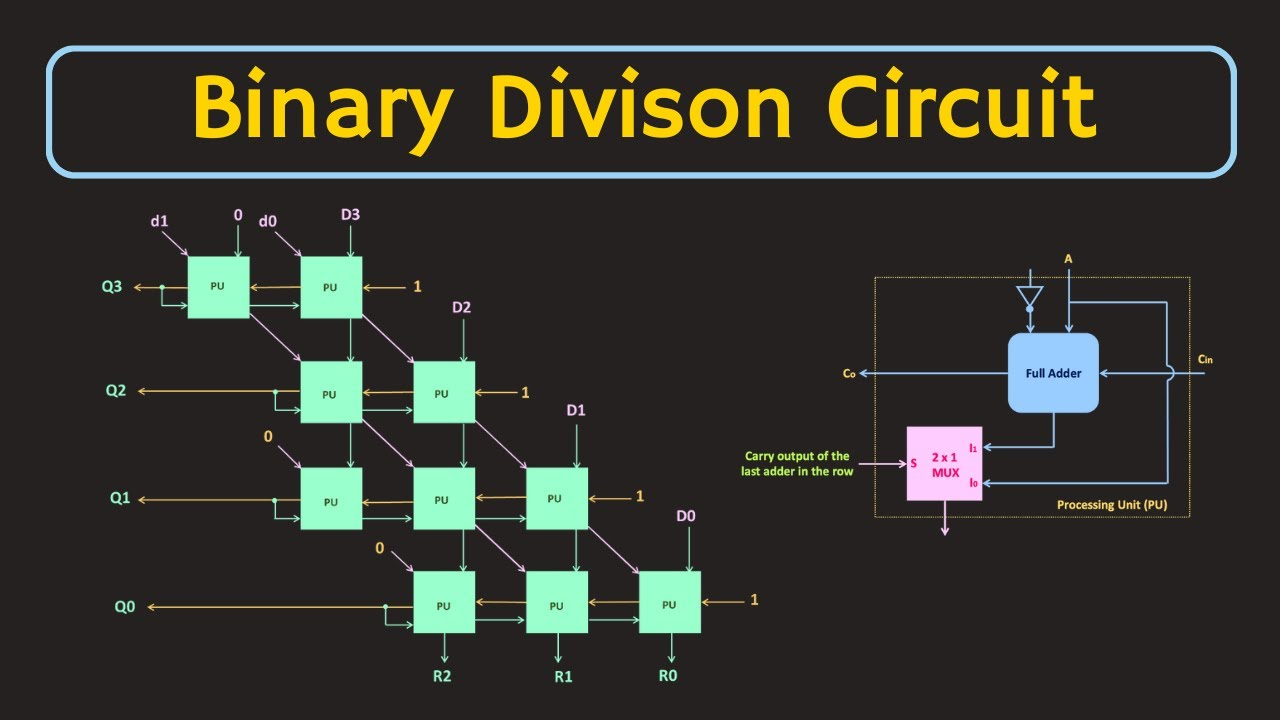 Binary Divison Circuit
d1 0 d0 D3
Q3 PU PU 1
D2
Q2 PU PU 1
D1
0
Q1 PU PU PU 1
D0
0
Q0 PU PU PU 1
R2 R1 R0
A
Cin
Co Full Adder
Carry output of the
last adder in the row
S 2 x 1 I1
MUX I0
Processing Unit (PU)